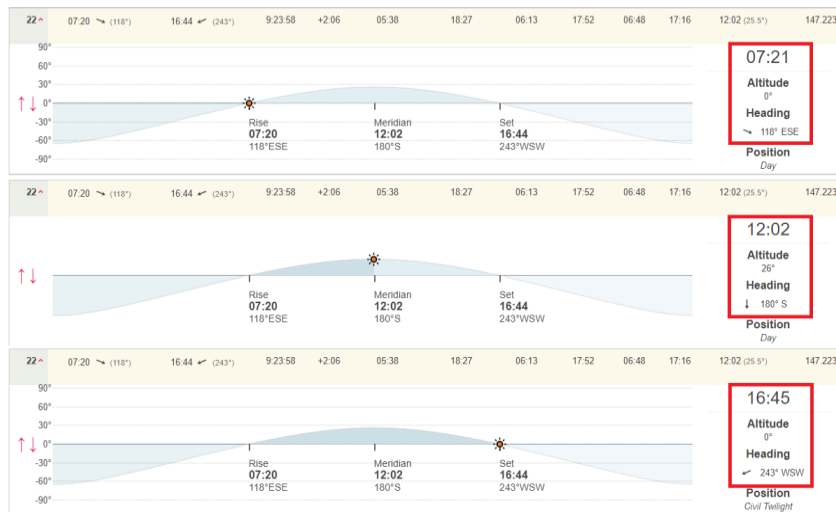 22 ^ 07:20 ↘ (118°) 16:44 ↙ (243°) 9:23:58 +2:06 05:38 18:27 06:13 17:52 06:48 17:16 12:02 (25.5°) 147.223
90°
60°
30°
0°
-30°
-60°
-90°
↑↓
Rise Meridian Set
07:20 12:02 16:44
118°ESE 180°S 243°WSW
07:21
Altitude
0°
Heading
↘ 118° ESE
Position
Day
22 ^ 07:20 ↘ (118°) 16:44 ↙ (243°) 9:23:58 +2:06 05:38 18:27 06:13 17:52 06:48 17:16 12:02 (25.5°) 147.223
↑↓
Rise Meridian Set
07:20 12:02 16:44
118°ESE 180°S 243°WSW
12:02
Altitude
26°
Heading
↓ 180° S
Position
Day
22 ^ 07:20 ↘ (118°) 16:44 ↙ (243°) 9:23:58 +2:06 05:38 18:27 06:13 17:52 06:48 17:16 12:02 (25.5°) 147.223
90°
60°
30°
0°
-30°
-60°
-90°
↑↓
Rise Meridian Set
07:20 12:02 16:44
118°ESE 180°S 243°WSW
16:45
Altitude
0°
Heading
↙ 243° WSW
Position
Civil Twilight